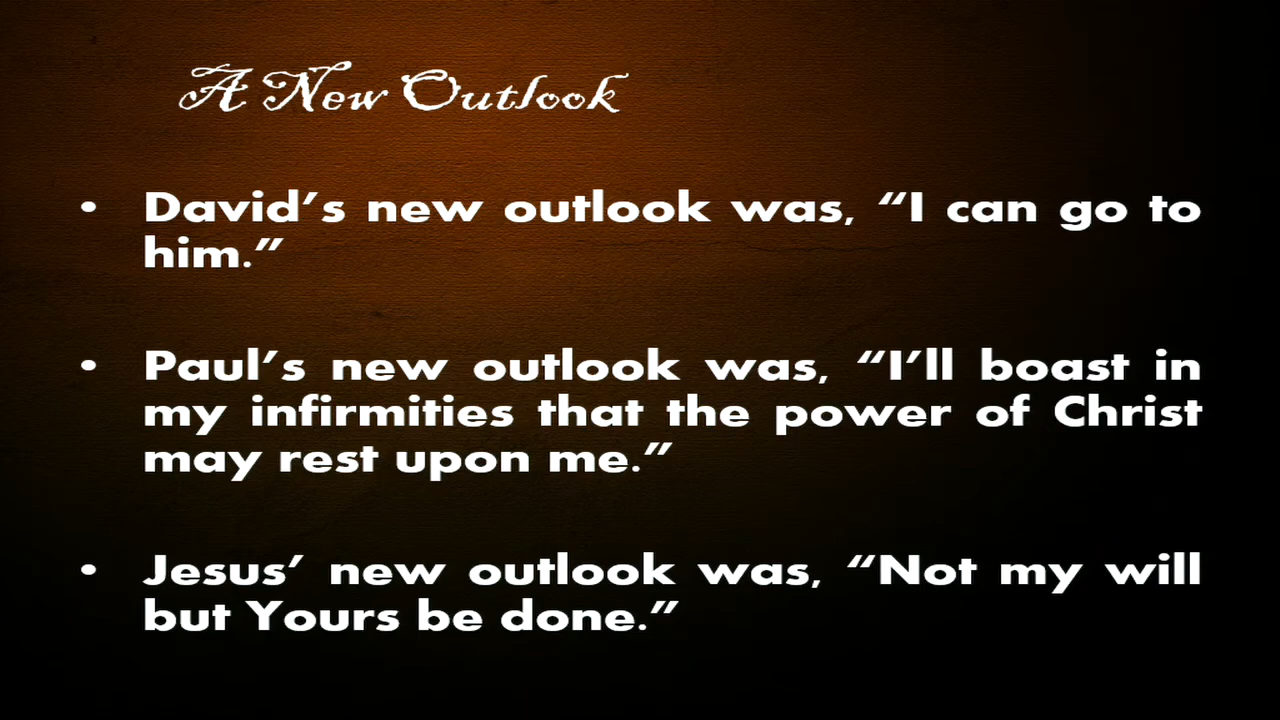 A New Outlook
• David’s new outlook was, “I can go to
him.”
• Paul’s new outlook was, “I’ll boast in
my infirmities that the power of Christ
may rest upon me.”
• Jesus’ new outlook was, “Not my will
but Yours be done.”